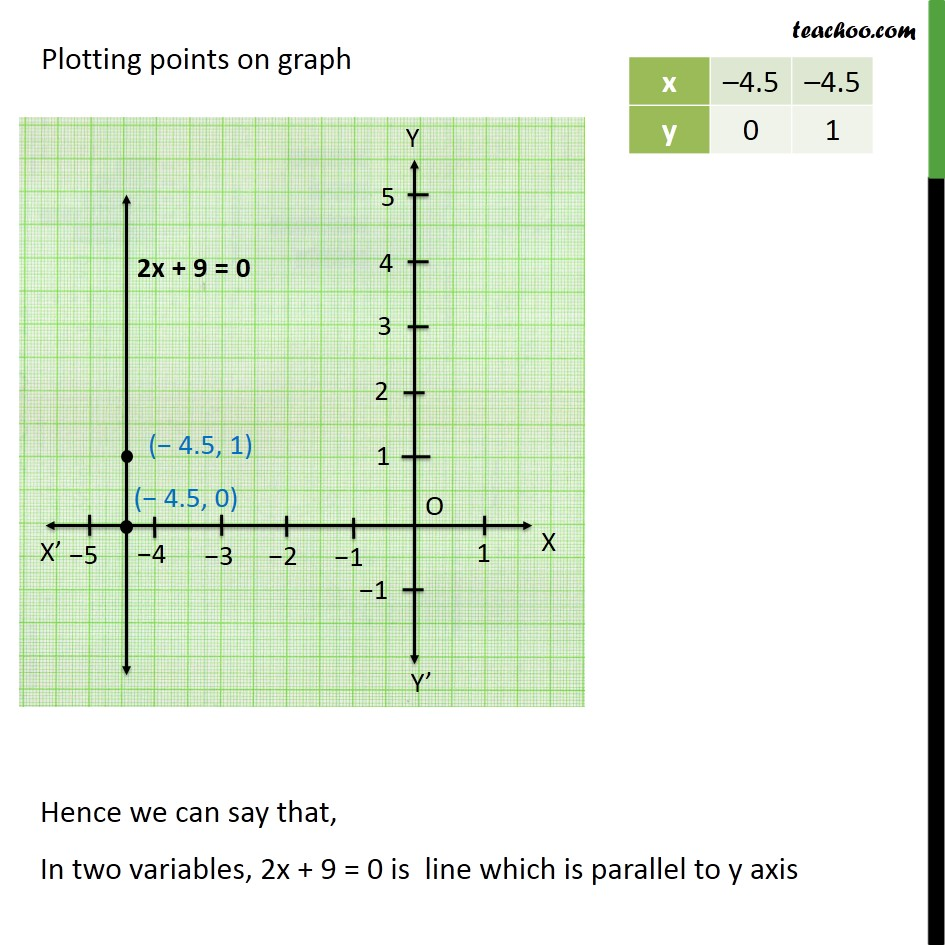 teachoo.com
Plotting points on graph
x –4.5 –4.5
y 0 1
Y
5
2x + 9 = 0
4
3
2
(− 4.5, 1)
1
(− 4.5, 0)
O
X’ −5 −4 −3 −2 −1 1 X
−1
Y’
Hence we can say that,
In two variables, 2x + 9 = 0 is line which is parallel to y axis